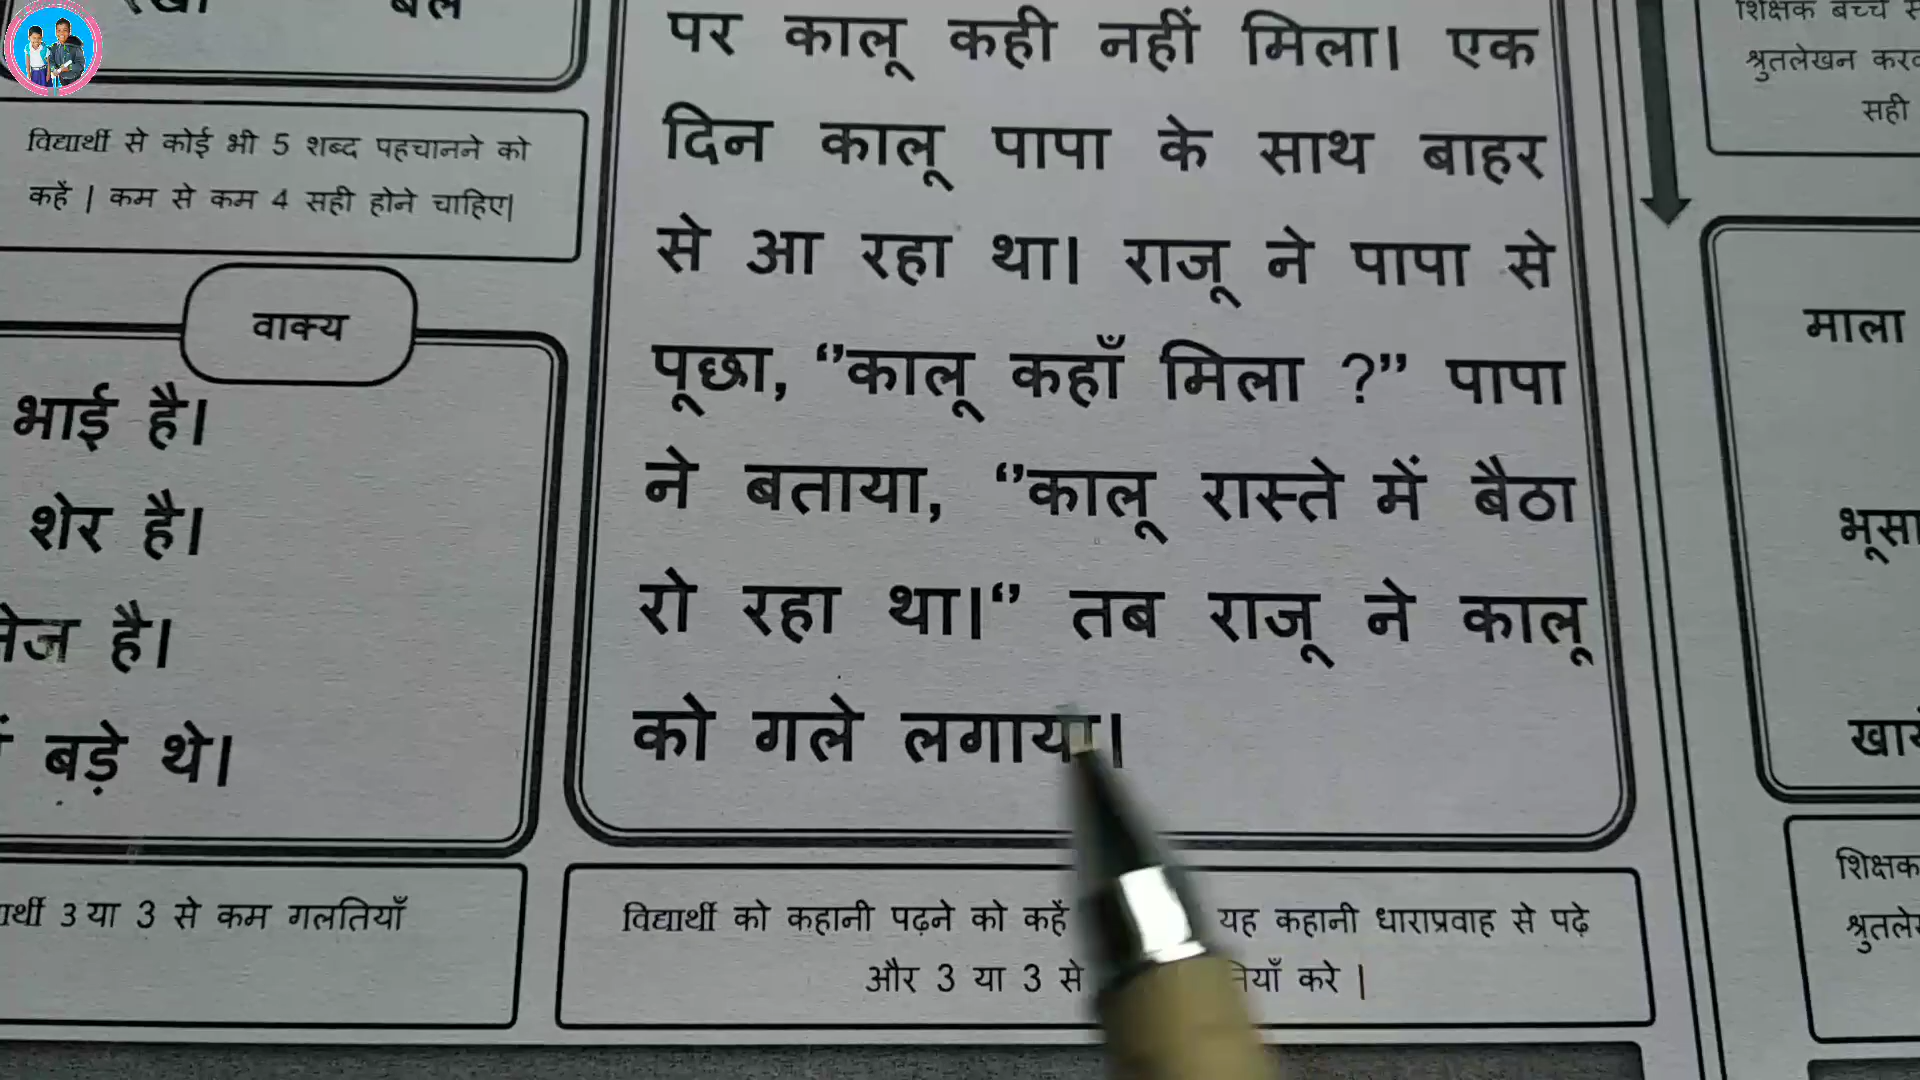 बल
विद्यार्थी से कोई भी 5 शब्द पहचानने को
कहें | कम से कम 4 सही होने चाहिए|
वाक्य
भाई है।
शेर है।
है।
बड़े थे।
3 या 3 से कम गलतियाँ
पर कालू कही नहीं मिला। एक
दिन कालू पापा के साथ बाहर
से आ रहा था। राजू ने पापा से
पूछा, “कालू कहाँ मिला ?” पापा
ने बताया, “कालू रास्ते में बैठा
रो रहा था।“ तब राजू ने कालू
को गले लगाया।
विद्यार्थी को कहानी पढ़ने को कहें यह कहानी धाराप्रवाह से पढ़े
और 3 या 3 से करे |
शिक्षक बच्चे
श्रुतलेखन
सही
माला
भूसा
शिक्षक